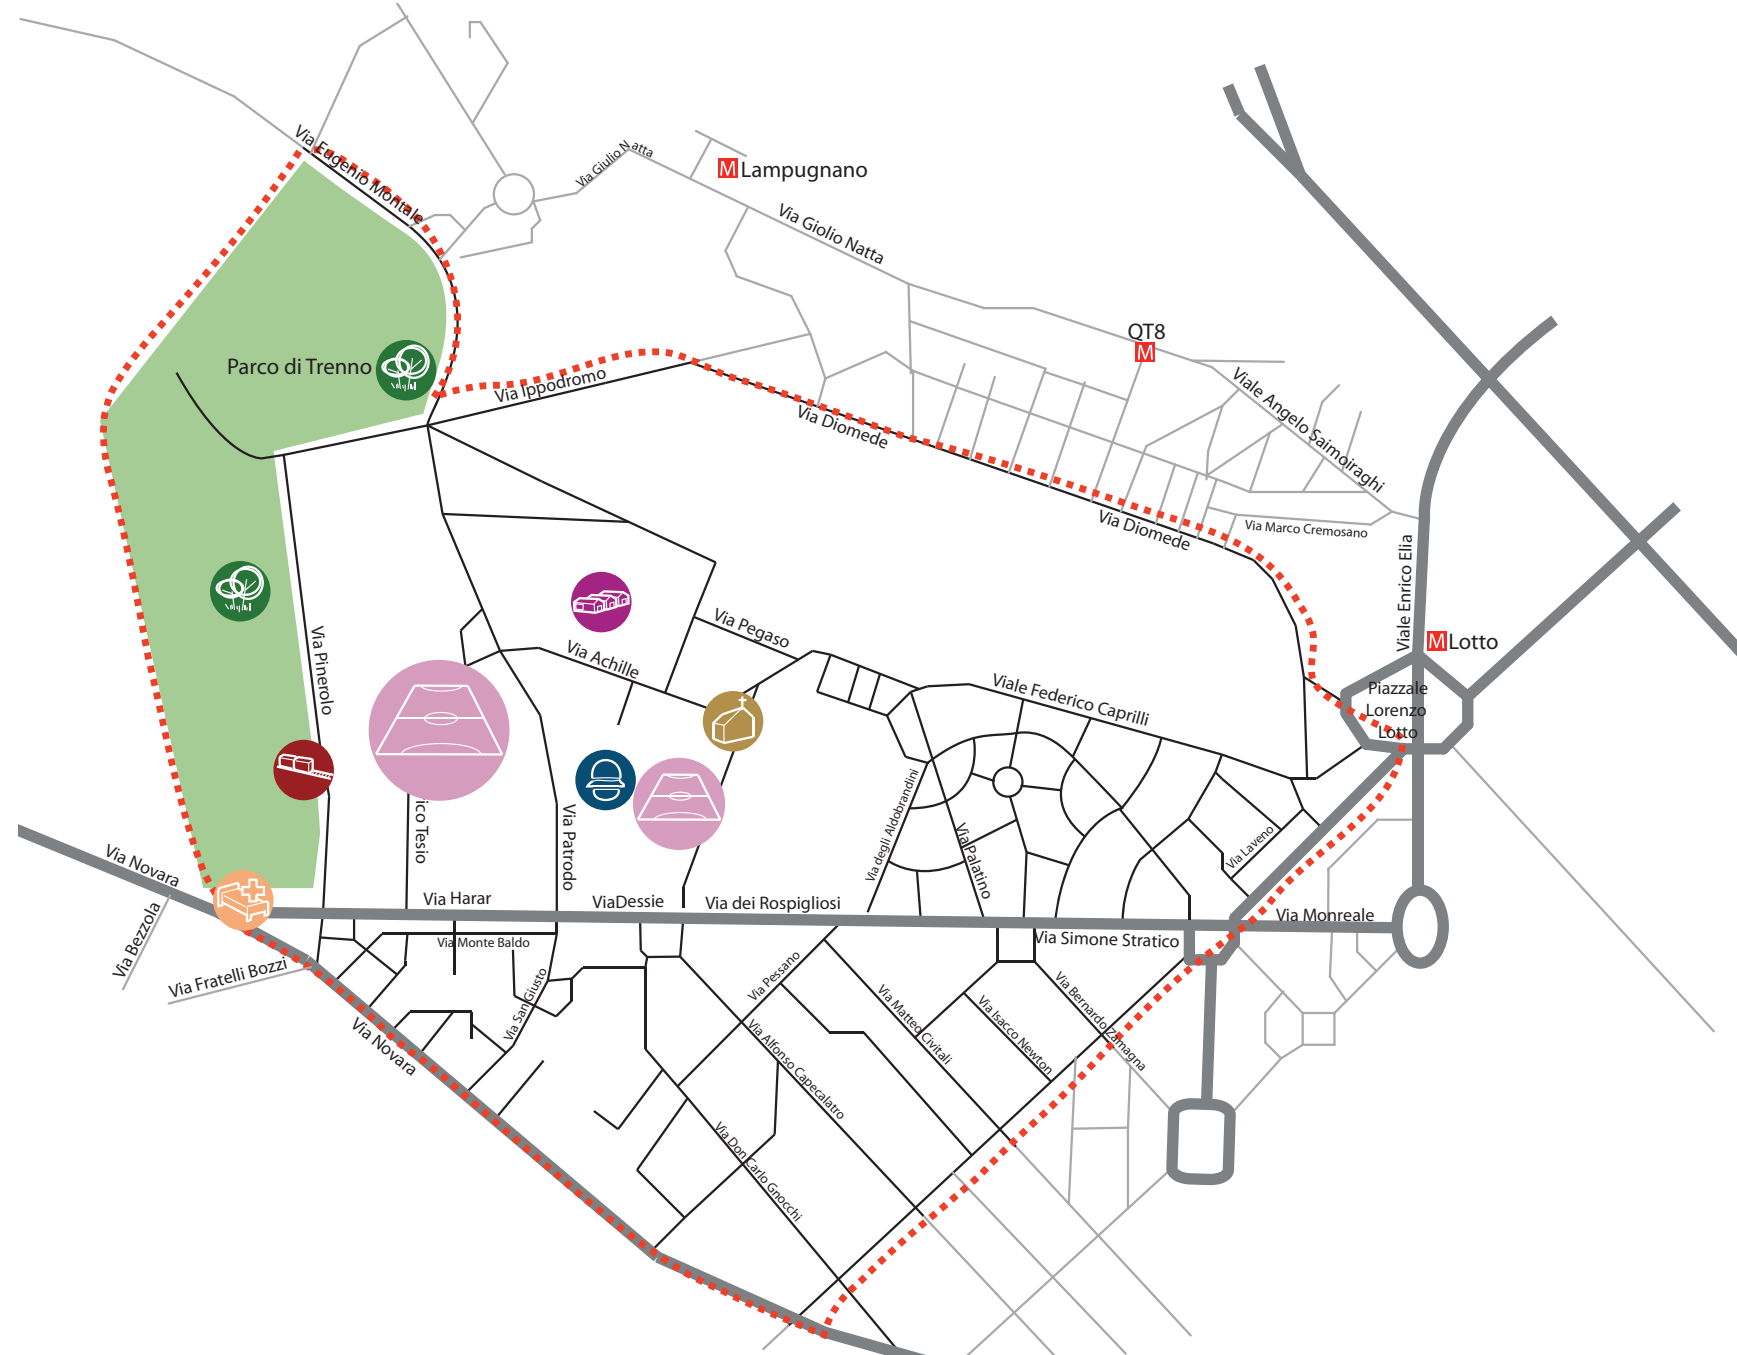 Via Eugenio Montale
Via Giulio Natta
M Lampugnano
Via Giolio Natta
QT8
M
Parco di Trenno
Via Ippodromo
Via Diomede
Viale Angelo Saimoiraghi
Via Diomede
Via Marco Cremosano
Viale Enrico Elia
M Lotto
Via Pinerolo
Via Achille
Via Pegaso
Viale Federico Caprilli
Piazzale
Lorenzo
Lotto
ico Tesio
Via Patrodo
Via degli Aldobrandini
Via Palatino
Via Laveno
Via Novara
Via Harar
ViaDessie
Via dei Rospigliosi
Via Monreale
Via Bezzola
Via Monte Baldo
Via Simone Stratico
Via Fratelli Bozzi
Via San Giusto
Via Pessano
Via Matteo Civitali
Via Isacco Newton
Via Bernardo Zamagna
Via Novara
Via Alfonso Capecalatro
Via Don Carlo Gnocchi